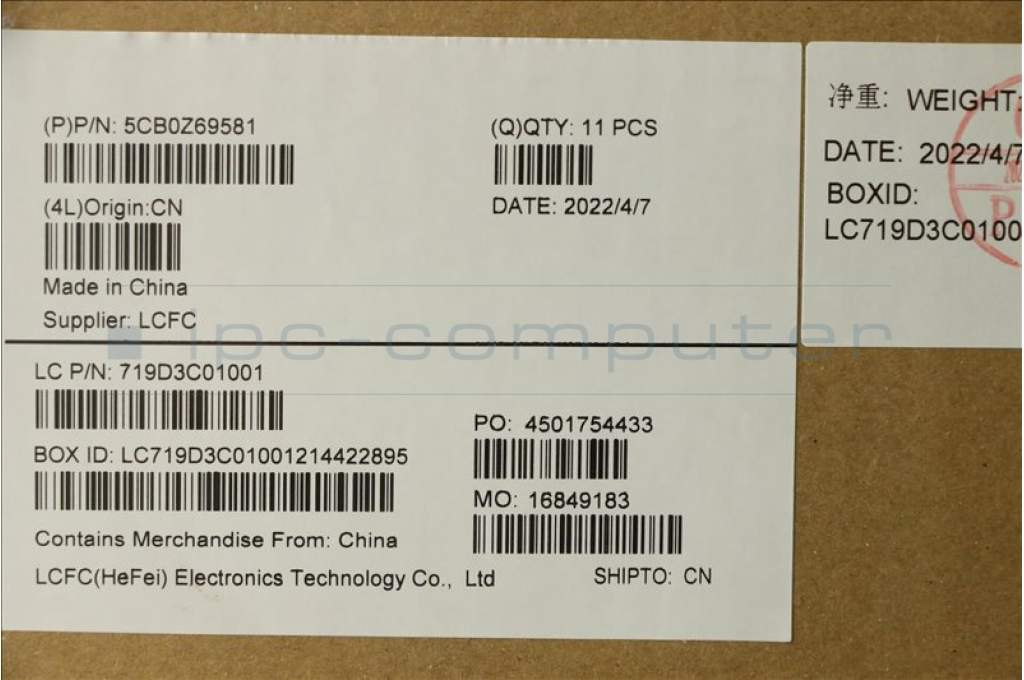 (P)P/N: 5CB0Z69581
(Q)QTY: 11 PCS
(4L)Origin:CN
DATE: 2022/4/7
Made in China
Supplier: LCFC
ipc-computer
LC P/N: 719D3C01001
PO: 4501754433
BOX ID: LC719D3C01001214422895
MO: 16849183
Contains Merchandise From: China
LCFC(HeFei) Electronics Technology Co., Ltd
SHIPTO: CN
净重: WEIGHT:
DATE: 2022/4/7
BOXID:
LC719D3C0100